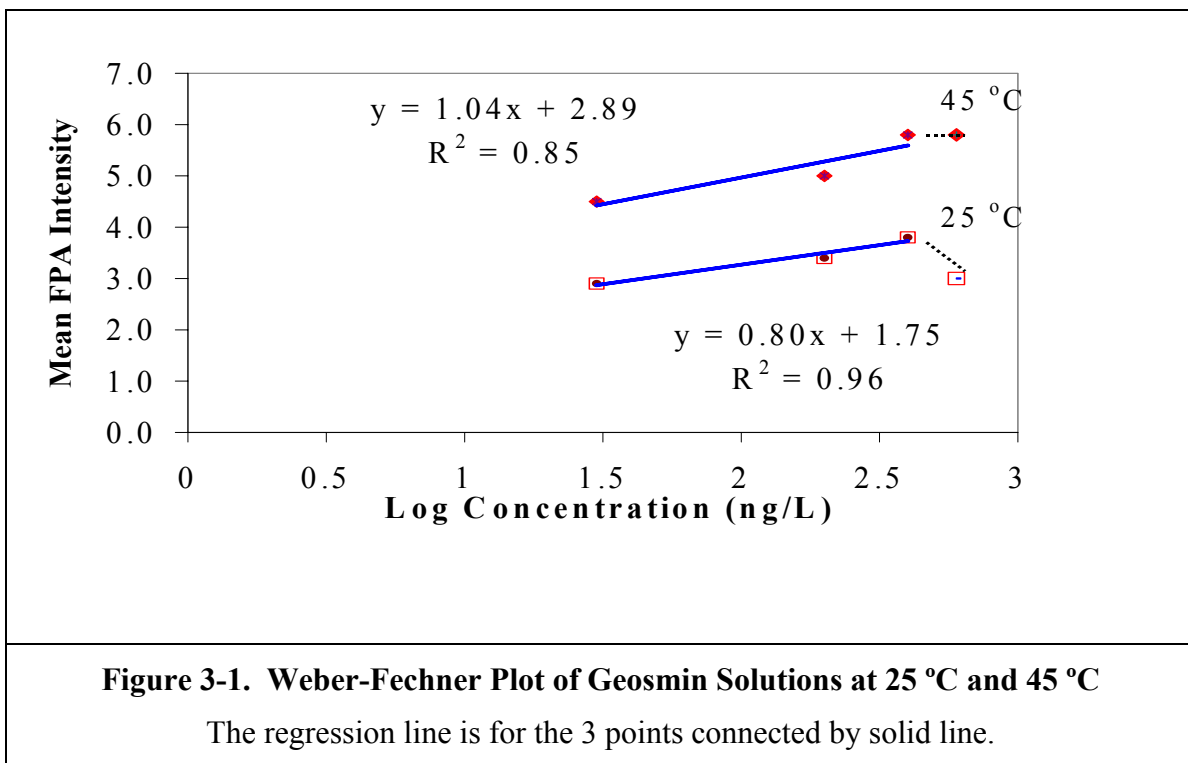 7.0
6.0
5.0
4.0
3.0
2.0
1.0
0.0
Mean FPA Intensity
y = 1.04x + 2.89
R² = 0.85
45 ºC
25 ºC
y = 0.80x + 1.75
R² = 0.96
0 0.5 1 1.5 2 2.5 3
Log Concentration (ng/L)
Figure 3-1. Weber-Fechner Plot of Geosmin Solutions at 25 ºC and 45 ºC
The regression line is for the 3 points connected by solid line.